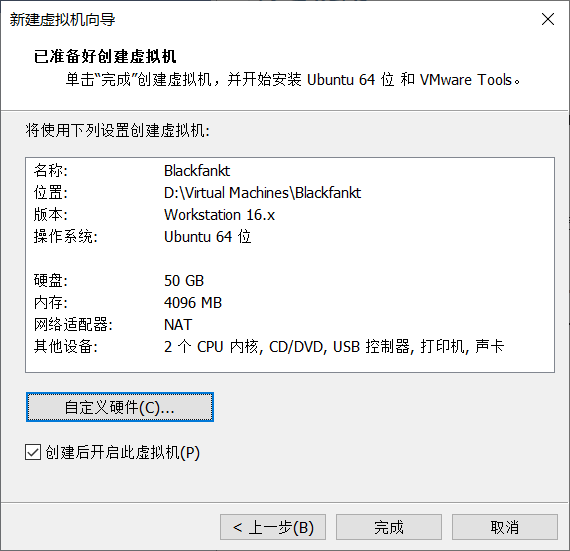 新建虚拟机向导
已准备好创建虚拟机
单击“完成”创建虚拟机，并开始安装 Ubuntu 64 位 和 VMware Tools。
将使用下列设置创建虚拟机:
名称: Blackfankt
位置: D:\Virtual Machines\Blackfankt
版本: Workstation 16.x
操作系统: Ubuntu 64 位
硬盘: 50 GB
内存: 4096 MB
网络适配器: NAT
其他设备: 2 个 CPU 内核, CD/DVD, USB 控制器, 打印机, 声卡
自定义硬件(C)...
创建后开启此虚拟机(P)
< 上一步(B) 完成 取消